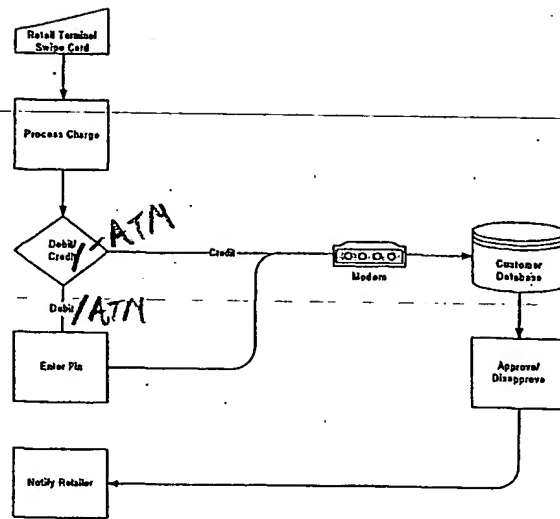 Retail Terminal
Swipe Card
Process Charge
Debit/
Credit/ATM
Credit
Modem
Customer
Database
Debit/ATM
Enter Pin
Approve/
Disapprove
Notify Retailer